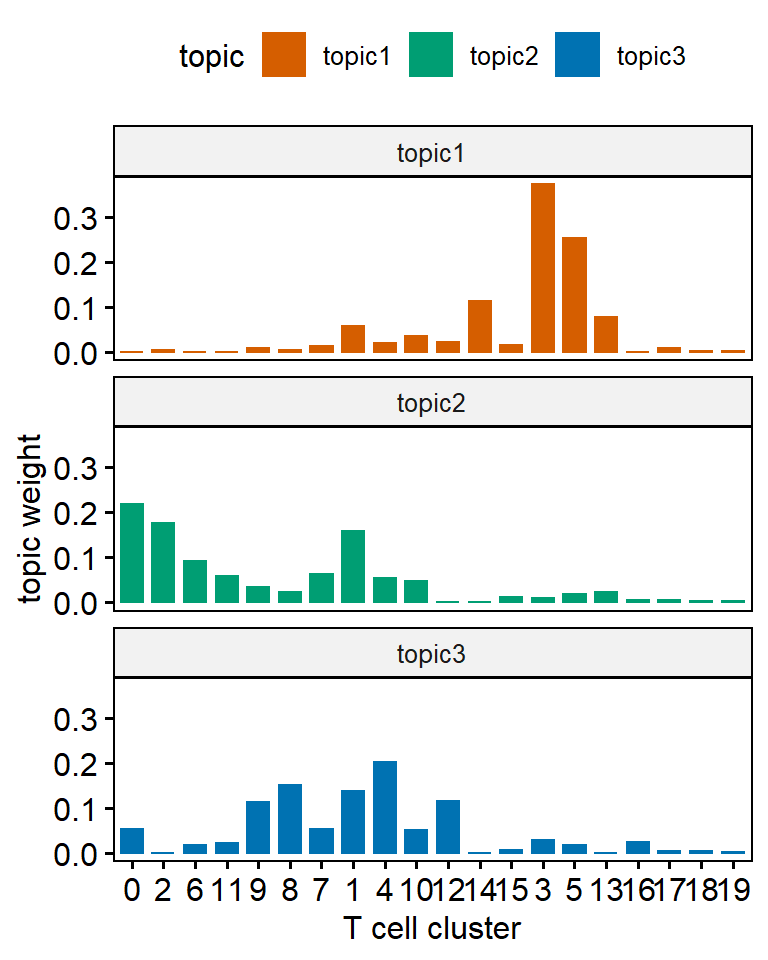 topic topic1 topic2 topic3
topic1
0.3
0.2
0.1
0.0
topic2
0.3
0.2
0.1
0.0
topic3
0.3
0.2
0.1
0.0
topic weight
0 2 6 11 9 8 7 1 4 10 12 14 15 3 5 13 16 17 18 19
T cell cluster